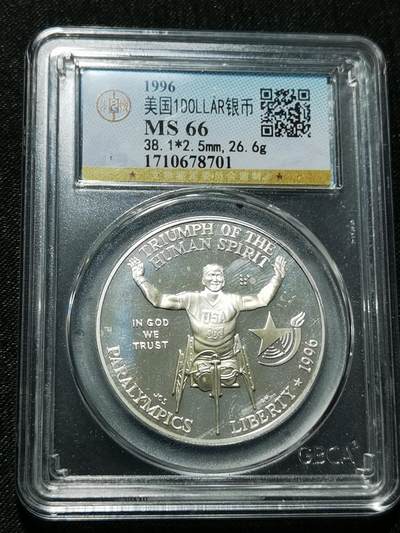 1996
美国1DOLLAR银币
MS 66
38.1*2.5mm,26.6g
1710678701
TRIUMPH OF THE
HUMAN SPIRIT
IN GOD
WE
TRUST
USA
PARALYMPICS
LIBERTY ★ 1996
GBCA